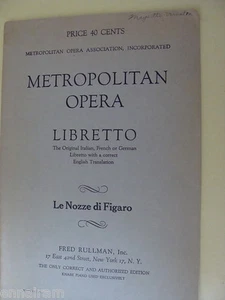 PRICE 40 CENTS
METROPOLITAN OPERA ASSOCIATION, INCORPORATED
METROPOLITAN
OPERA
LIBRETTO
The Original Italian, French or German
Libretto with a correct
English Translation
Le Nozze di Figaro
FRED RULLMAN, Inc.
17 East 42nd Street, New York 17, N. Y.
THE ONLY CORRECT AND AUTHORIZED EDITION
ennairam